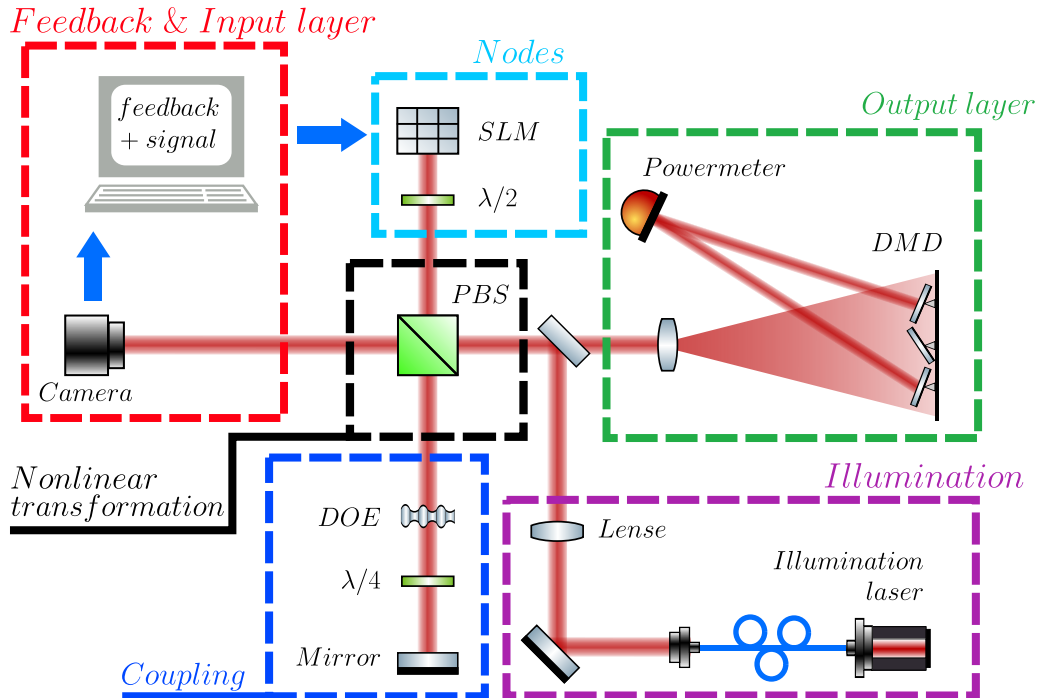 Feedback & Input layer
Nodes
Output layer
feedback
+ signal
SLM
λ/2
Powermeter
DMD
PBS
Camera
Nonlinear
transformation
Illumination
DOE
Lense
λ/4
Illumination
laser
Mirror
Coupling